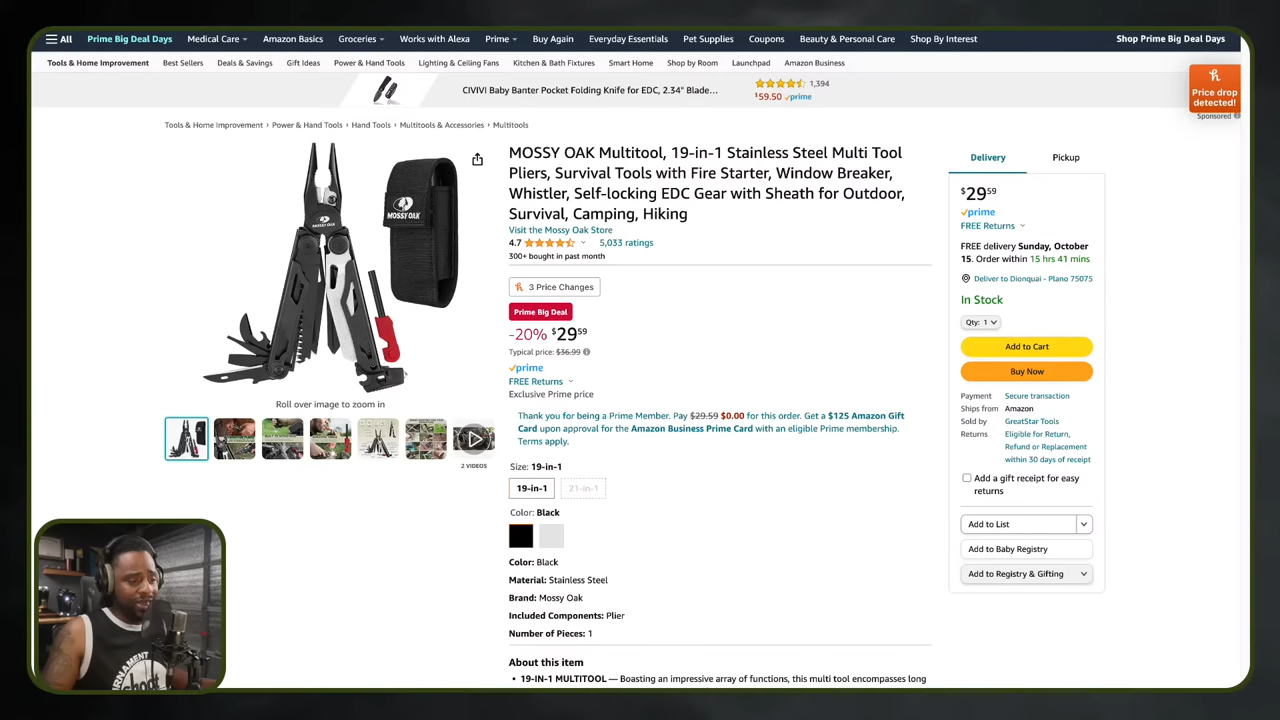 All
Prime Big Deal Days
Medical Care
Amazon Basics
Groceries
Works with Alexa
Prime
Buy Again
Everyday Essentials
Pet Supplies
Coupons
Beauty & Personal Care
Shop By Interest
Shop Prime Big Deal Days
Tools & Home Improvement
Best Sellers
Deals & Savings
Gift Ideas
Power & Hand Tools
Lighting & Ceiling Fans
Kitchen & Bath Fixtures
Smart Home
Shop by Room
Launchpad
Amazon Business
CIVIVI Baby Banter Pocket Folding Knife for EDC, 2.34" Blade…
1,394
$59.50 prime
Price drop
detected!
Sponsored
Tools & Home Improvement › Power & Hand Tools › Hand Tools › Multitools & Accessories › Multitools
MOSSY OAK
MOSSY OAK
Roll over image to zoom in
2 VIDEOS
MOSSY OAK Multitool, 19-in-1 Stainless Steel Multi Tool
Pliers, Survival Tools with Fire Starter, Window Breaker,
Whistler, Self-locking EDC Gear with Sheath for Outdoor,
Survival, Camping, Hiking
Visit the Mossy Oak Store
4.7 5,033 ratings
300+ bought in past month
3 Price Changes
Prime Big Deal
-20% $29 59
Typical price: $36.99
prime
FREE Returns
Exclusive Prime price
Thank you for being a Prime Member. Pay $29.59 $0.00 for this order. Get a $125 Amazon Gift
Card upon approval for the Amazon Business Prime Card with an eligible Prime membership.
Terms apply.
Size: 19-in-1
19-in-1
21-in-1
Color: Black
Color: Black
Material: Stainless Steel
Brand: Mossy Oak
Included Components: Plier
Number of Pieces: 1
About this item
• 19-IN-1 MULTITOOL — Boasting an impressive array of functions, this multi tool encompasses long
Delivery
Pickup
$29 59
prime
FREE Returns
FREE delivery Sunday, October
15. Order within 15 hrs 41 mins
Deliver to Dionquai - Plano 75075
In Stock
Qty: 1
Add to Cart
Buy Now
Payment Secure transaction
Ships from Amazon
Sold by GreatStar Tools
Returns Eligible for Return,
Refund or Replacement
within 30 days of receipt
Add a gift receipt for easy
returns
Add to List
Add to Baby Registry
Add to Registry & Gifting